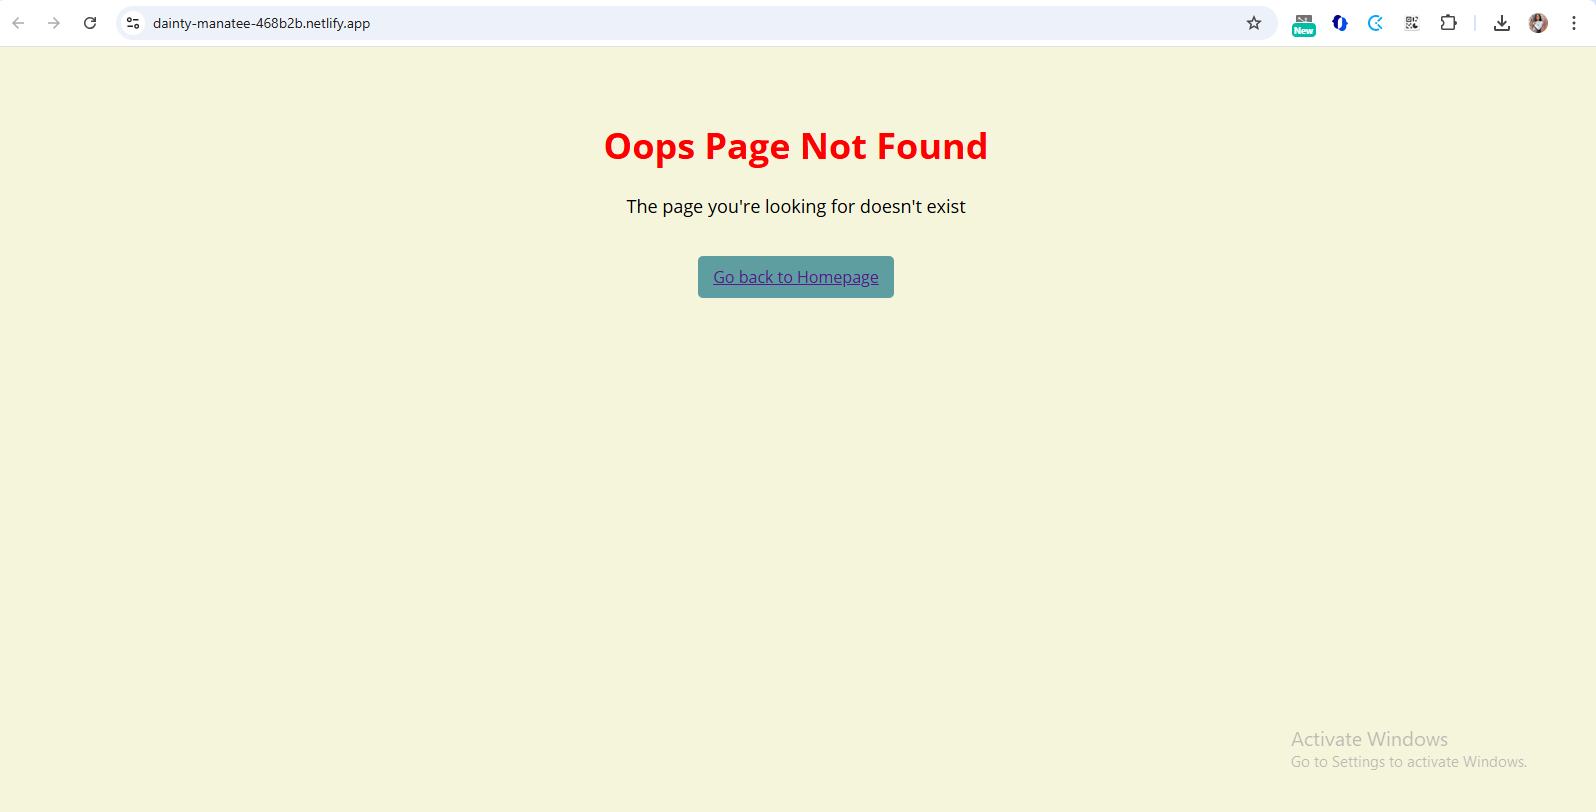 dainty-manatee-468b2b.netlify.app
New
Oops Page Not Found
The page you're looking for doesn't exist
Go back to Homepage
Activate Windows
Go to Settings to activate Windows.